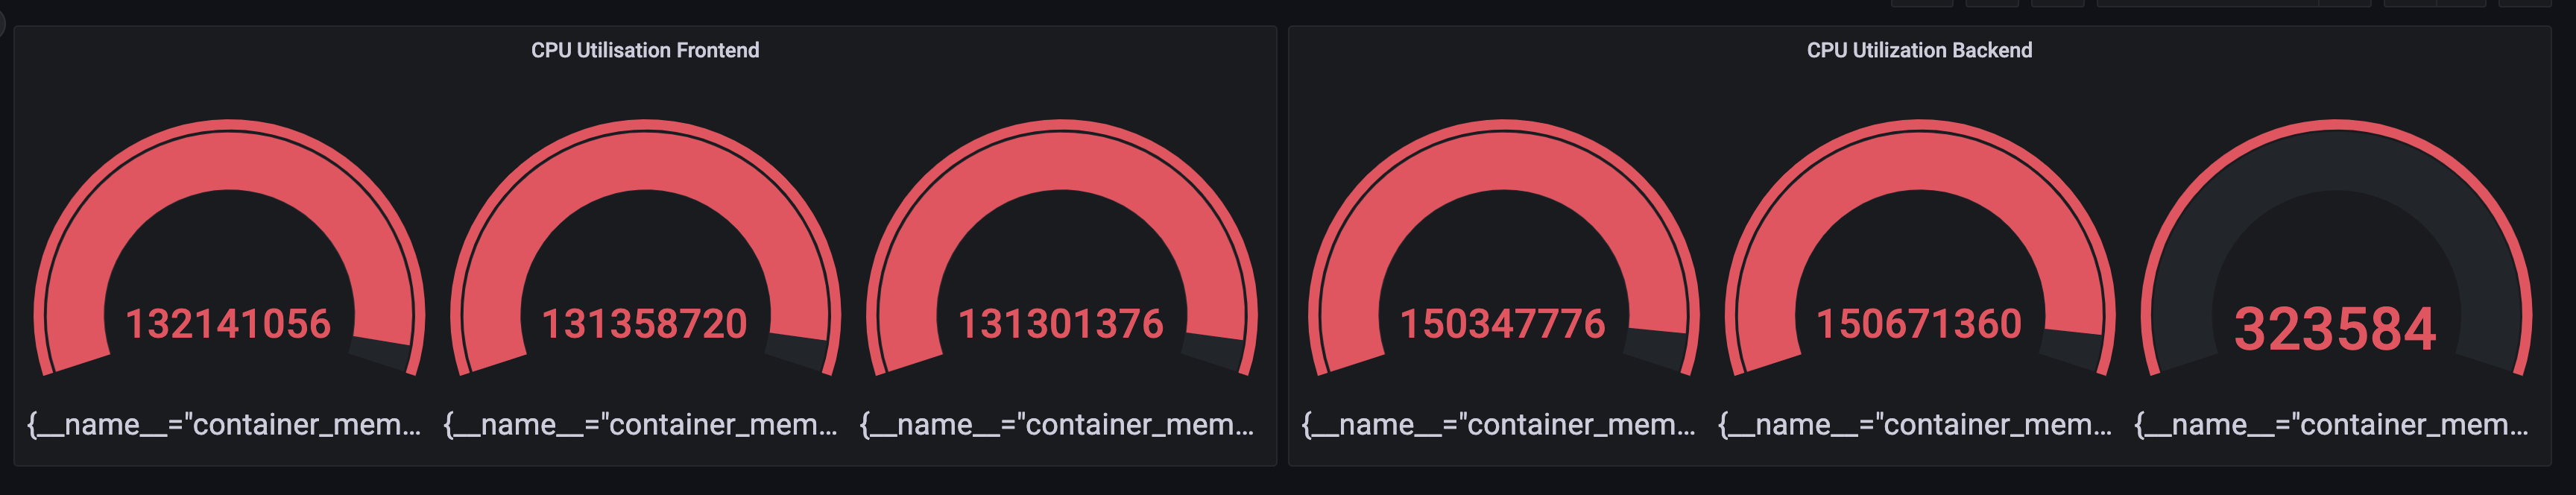 CPU Utilisation Frontend
132141056
{__name__="container_mem...
131358720
{__name__="container_mem...
131301376
{__name__="container_mem...
CPU Utilization Backend
150347776
{__name__="container_mem...
150671360
{__name__="container_mem...
323584
{__name__="container_mem...